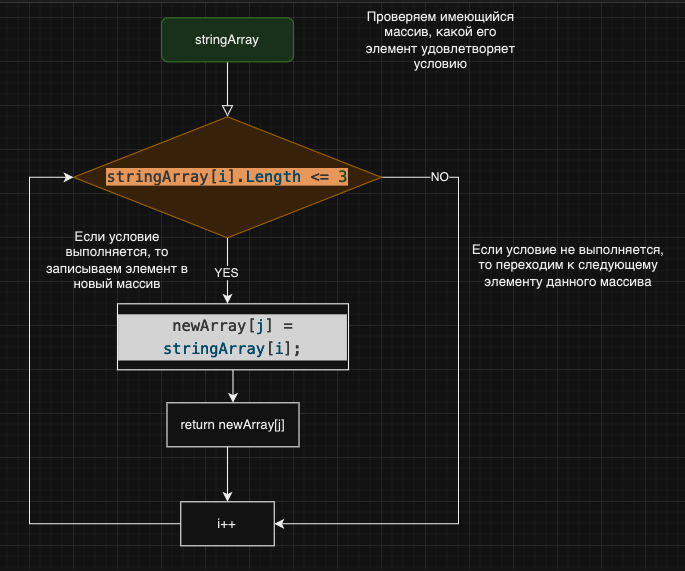 stringArray
Проверяем имеющийся
массив, какой его
элемент удовлетворяет
условию
stringArray[i].Length <= 3
NO
Если условие
выполняется, то
записываем элемент в
новый массив
YES
Если условие не выполняется,
то переходим к следующему
элементу данного массива
newArray[j] =
stringArray[i];
return newArray[j]
i++